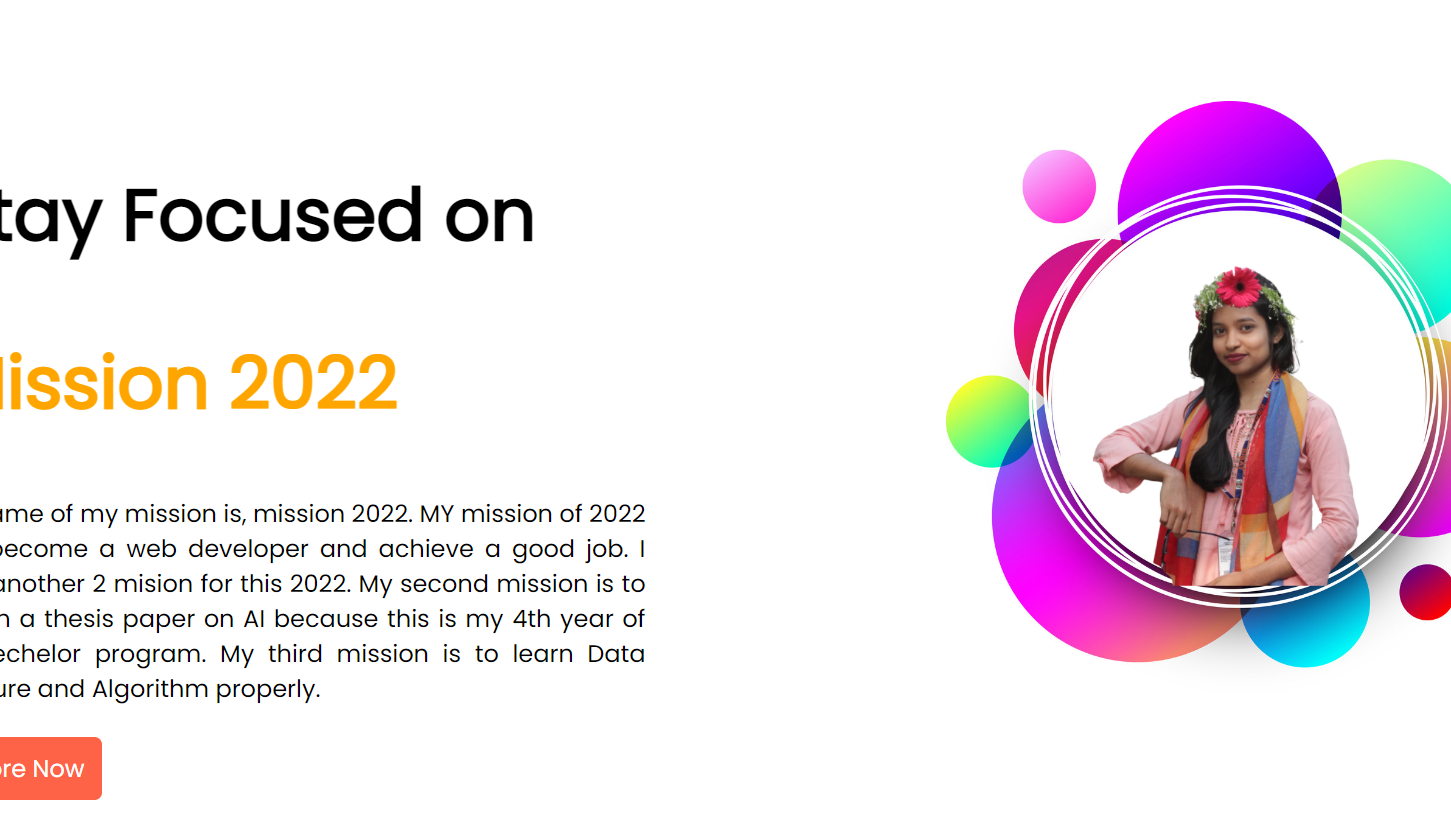 tay Focused on
ission 2022
ame of my mission is, mission 2022. MY mission of 2022
become a web developer and achieve a good job. I
another 2 mision for this 2022. My second mission is to
n a thesis paper on AI because this is my 4th year of
echelor program. My third mission is to learn Data
ure and Algorithm properly.
ore Now